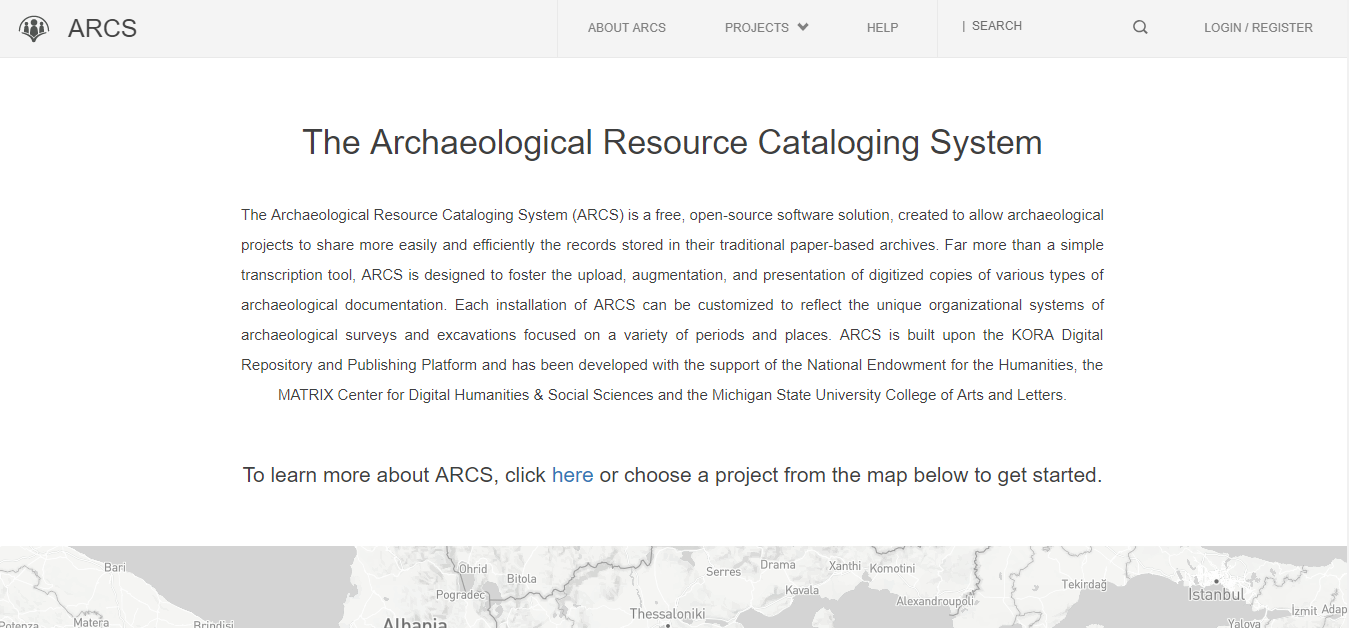 ARCS
ABOUT ARCS
PROJECTS
HELP
| SEARCH
LOGIN / REGISTER
The Archaeological Resource Cataloging System
The Archaeological Resource Cataloging System (ARCS) is a free, open-source software solution, created to allow archaeological
projects to share more easily and efficiently the records stored in their traditional paper-based archives. Far more than a simple
transcription tool, ARCS is designed to foster the upload, augmentation, and presentation of digitized copies of various types of
archaeological documentation. Each installation of ARCS can be customized to reflect the unique organizational systems of
archaeological surveys and excavations focused on a variety of periods and places. ARCS is built upon the KORA Digital
Repository and Publishing Platform and has been developed with the support of the National Endowment for the Humanities, the
MATRIX Center for Digital Humanities & Social Sciences and the Michigan State University College of Arts and Letters.
To learn more about ARCS, click here or choose a project from the map below to get started.
Bari
Ohrid
Bitola
Serres
Drama
Xanthi
Komotini
Pogradec
Kavala
Alexandroupoli
Tekirdağ
Istanbul
Thessaloniki
Izmit
Adap
Potenza
Matera
Brindisi
Albania
Yalova